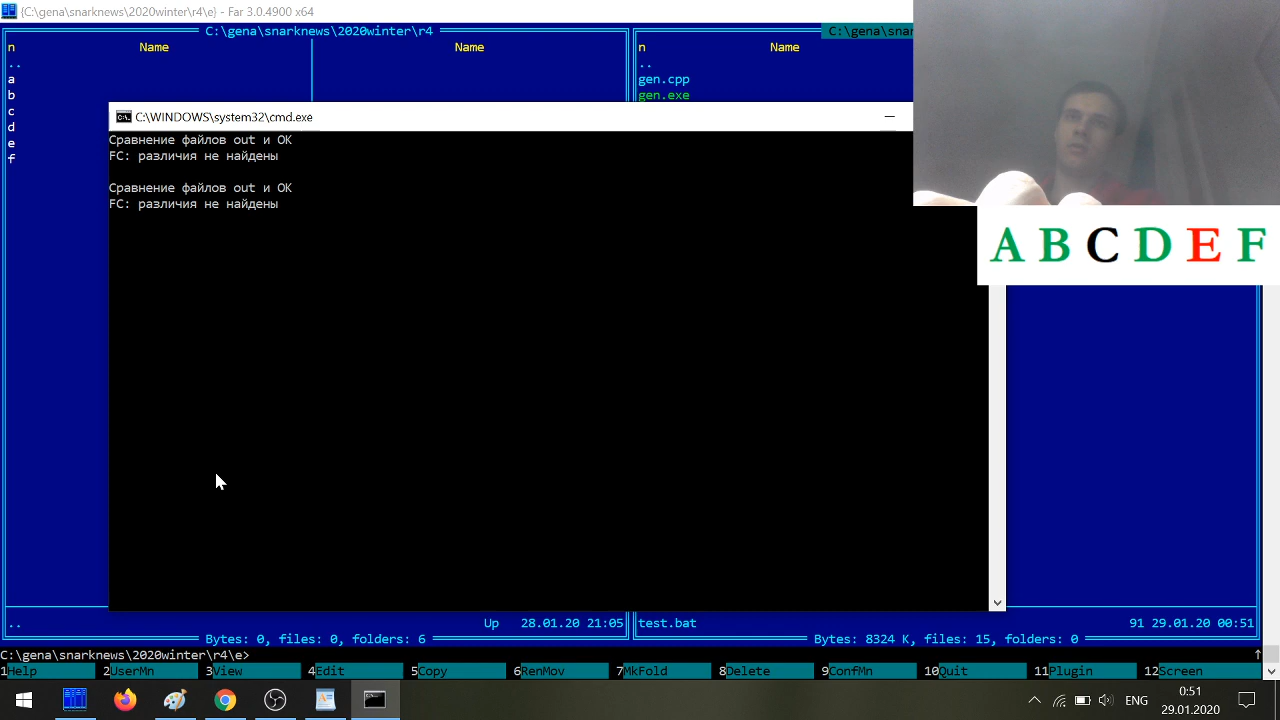 {C:\gena\snarknews\2020winter\r4\e} - Far 3.0.4900 x64
C:\gena\snarknews\2020winter\r4
C:\gena\snar
n Name Name
n Name
..
a
b
c
d
e
f
..
gen.cpp
gen.exe
C:\WINDOWS\system32\cmd.exe
Сравнение файлов out и OK
FC: различия не найдены
Сравнение файлов out и OK
FC: различия не найдены
A B C D E F
.. Up 28.01.20 21:05
test.bat 91 29.01.20 00:51
Bytes: 0, files: 0, folders: 6
Bytes: 8324 K, files: 15, folders: 0
C:\gena\snarknews\2020winter\r4\e>
1Help 2UserMn 3View 4Edit 5Copy 6RenMov 7MkFold 8Delete 9ConfMn 10Quit 11Plugin 12Screen
ENG
0:51
29.01.2020